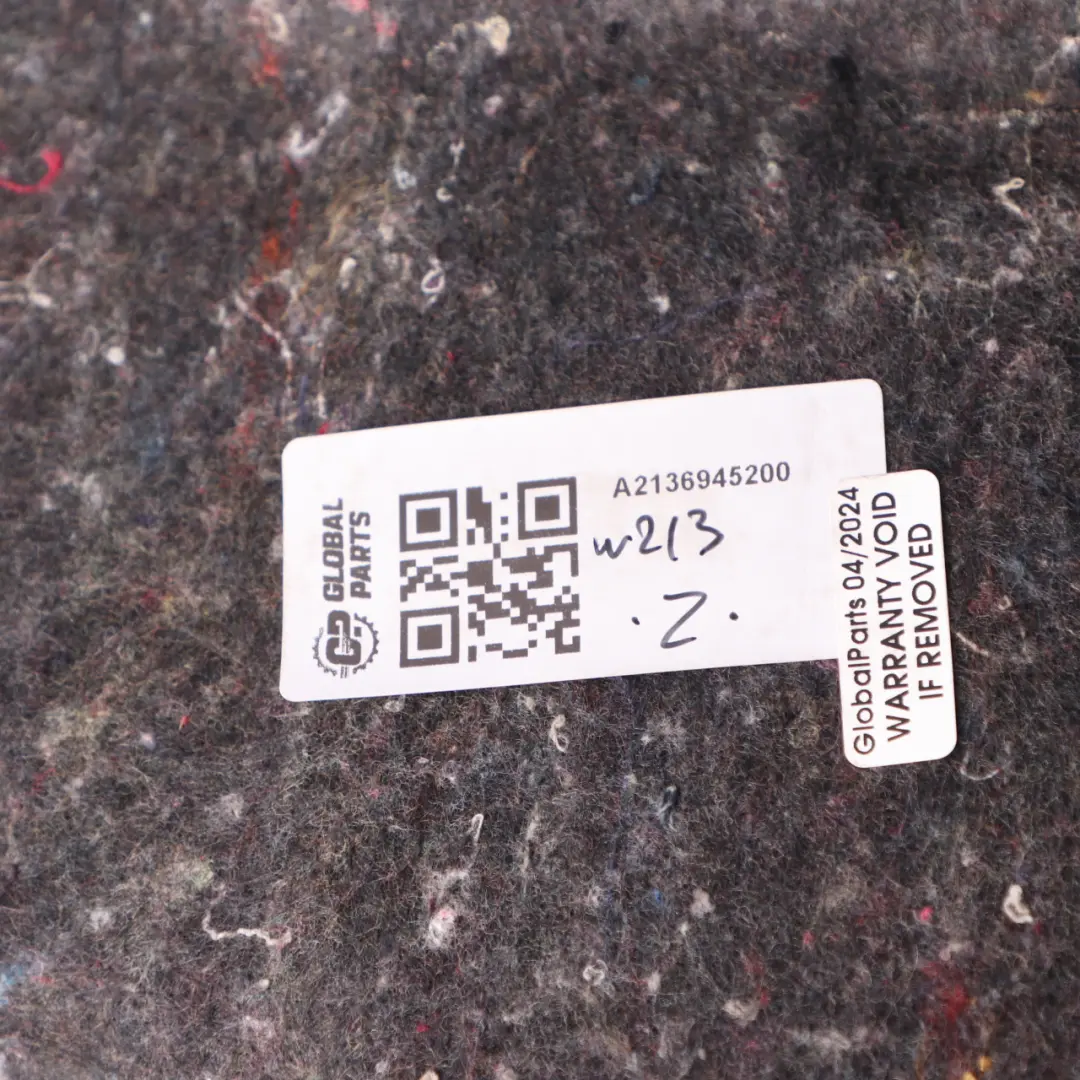 GLOBAL
PARTS
A2136945200
w213
. Z .
GlobalParts 04/2024
WARRANTY VOID
IF REMOVED